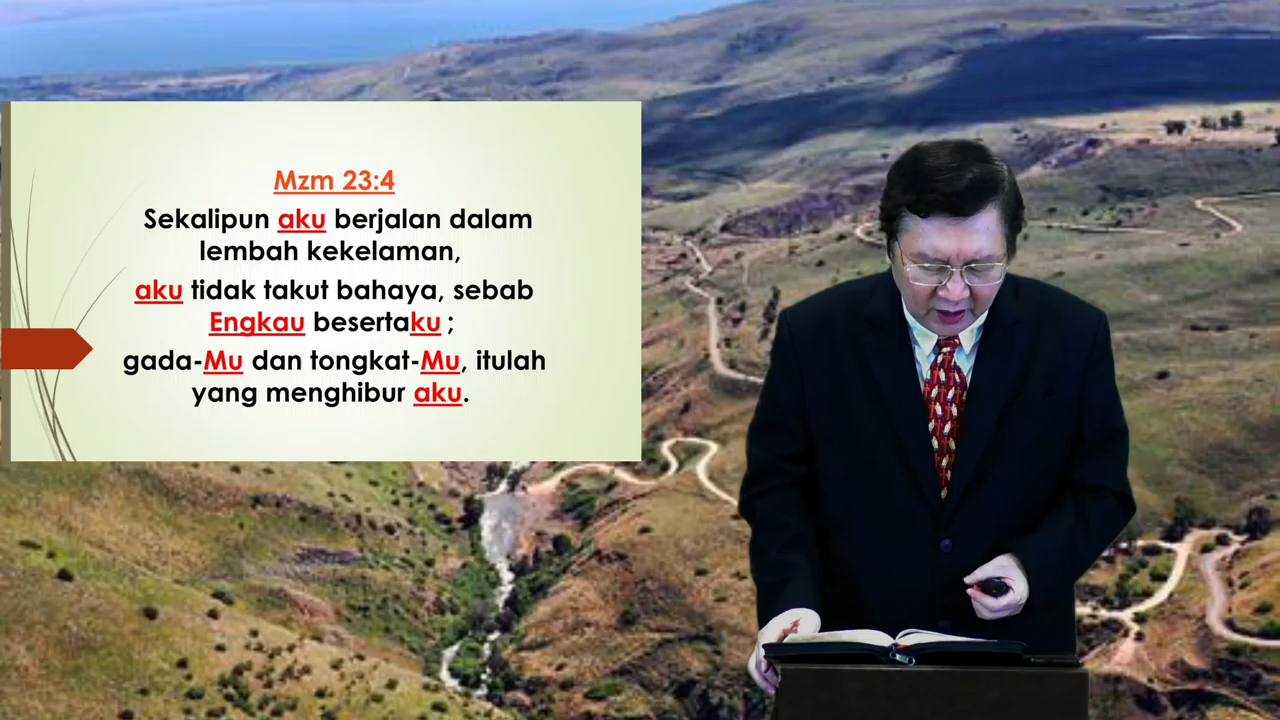 Mzm 23:4
Sekalipun aku berjalan dalam
lembah kekelaman,
aku tidak takut bahaya, sebab
Engkau besertaku ;
gada-Mu dan tongkat-Mu, itulah
yang menghibur aku.